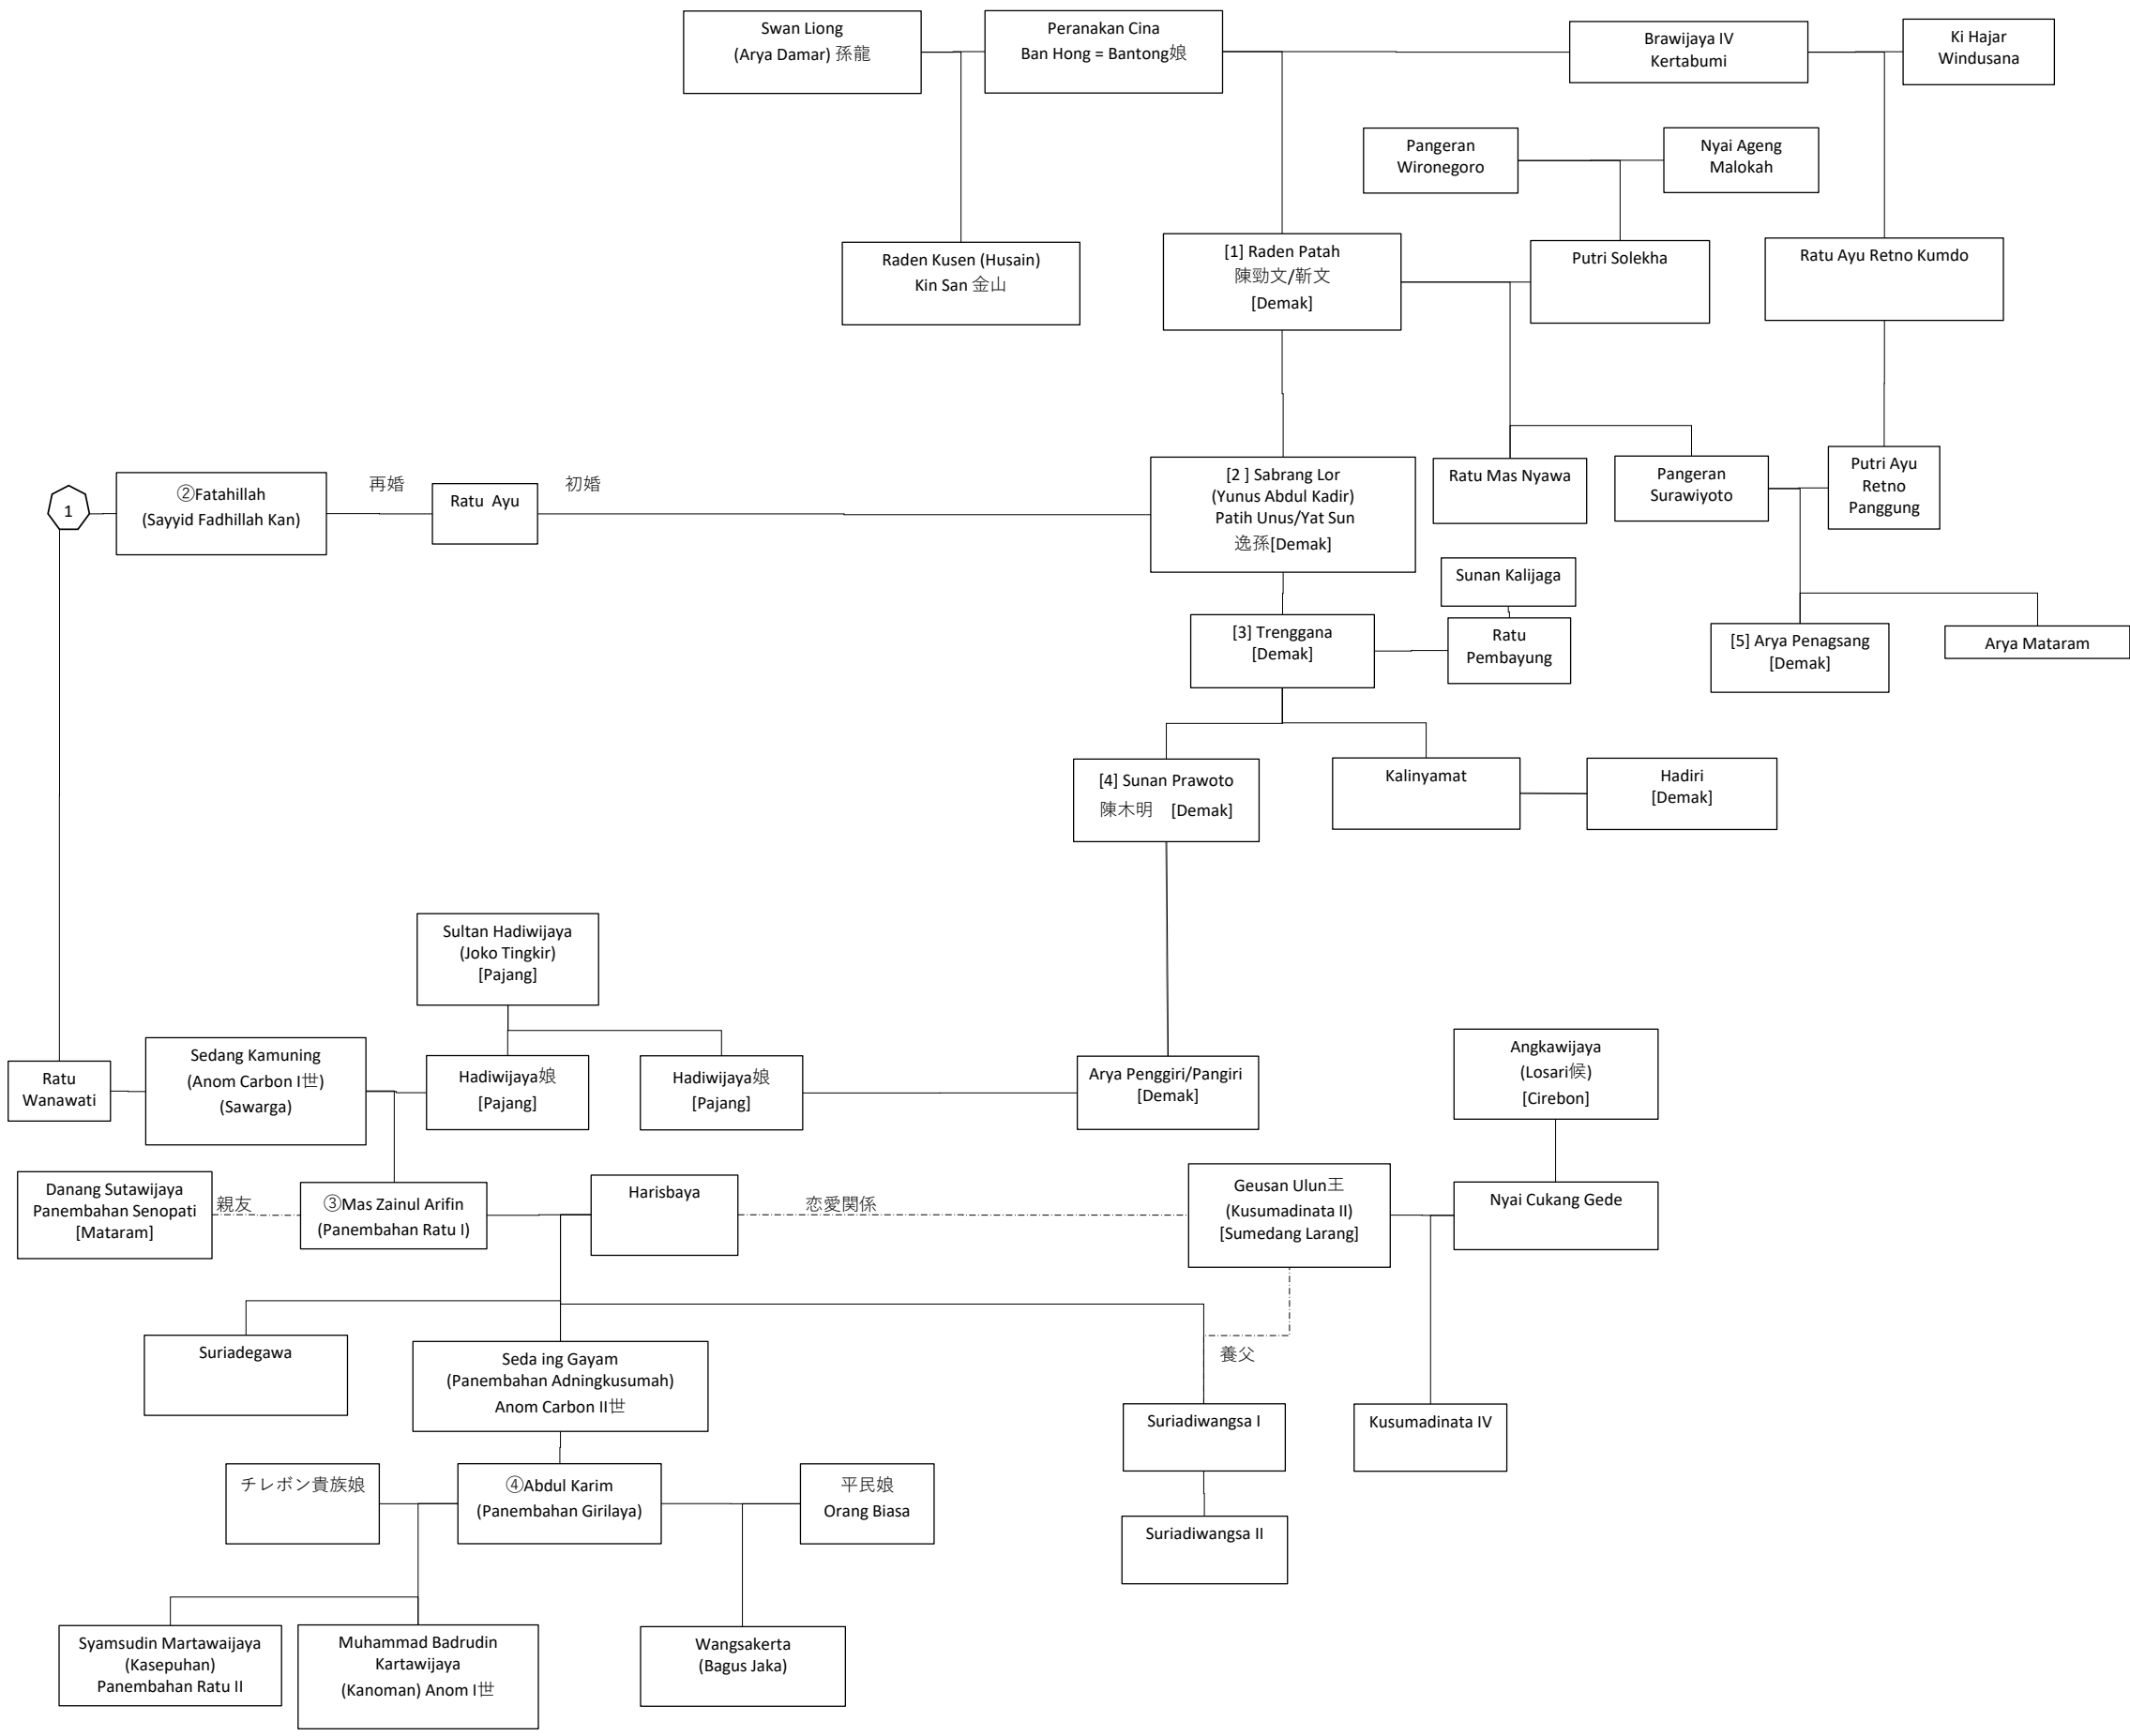 Swan Liong
(Arya Damar) 孫龍
Peranakan Cina
Ban Hong = Bantong娘
Brawijaya IV
Kertabumi
Ki Hajar
Windusana
Pangeran
Wironegoro
Nyai Ageng
Malokah
Raden Kusen (Husain)
Kin San 金山
[1] Raden Patah
陳勁文/靳文
[Demak]
Putri Solekha
Ratu Ayu Retno Kumdo
1
②Fatahillah
(Sayyid Fadhillah Kan)
再婚
Ratu Ayu
初婚
[2 ] Sabrang Lor
(Yunus Abdul Kadir)
Patih Unus/Yat Sun
逸孫[Demak]
Ratu Mas Nyawa
Pangeran
Surawiyoto
Putri Ayu
Retno
Panggung
Sunan Kalijaga
[3] Trenggana
[Demak]
Ratu
Pembayung
[5] Arya Penagsang
[Demak]
Arya Mataram
[4] Sunan Prawoto
陳木明 [Demak]
Kalinyamat
Hadiri
[Demak]
Sultan Hadiwijaya
(Joko Tingkir)
[Pajang]
Ratu
Wanawati
Sedang Kamuning
(Anom Carbon I世)
(Sawarga)
Hadiwijaya娘
[Pajang]
Hadiwijaya娘
[Pajang]
Arya Penggiri/Pangiri
[Demak]
Angkawijaya
(Losari候)
[Cirebon]
Danang Sutawijaya
Panembahan Senopati
[Mataram]
親友
③Mas Zainul Arifin
(Panembahan Ratu I)
Harisbaya
恋愛関係
Geusan Ulun王
(Kusumadinata II)
[Sumedang Larang]
Nyai Cukang Gede
Suriadegawa
Seda ing Gayam
(Panembahan Adningkusumah)
Anom Carbon II世
養父
Suriadiwangsa I
Kusumadinata IV
チレボン貴族娘
④Abdul Karim
(Panembahan Girilaya)
平民娘
Orang Biasa
Suriadiwangsa II
Syamsudin Martawaijaya
(Kasepuhan)
Panembahan Ratu II
Muhammad Badrudin
Kartawijaya
(Kanoman) Anom I世
Wangsakerta
(Bagus Jaka)